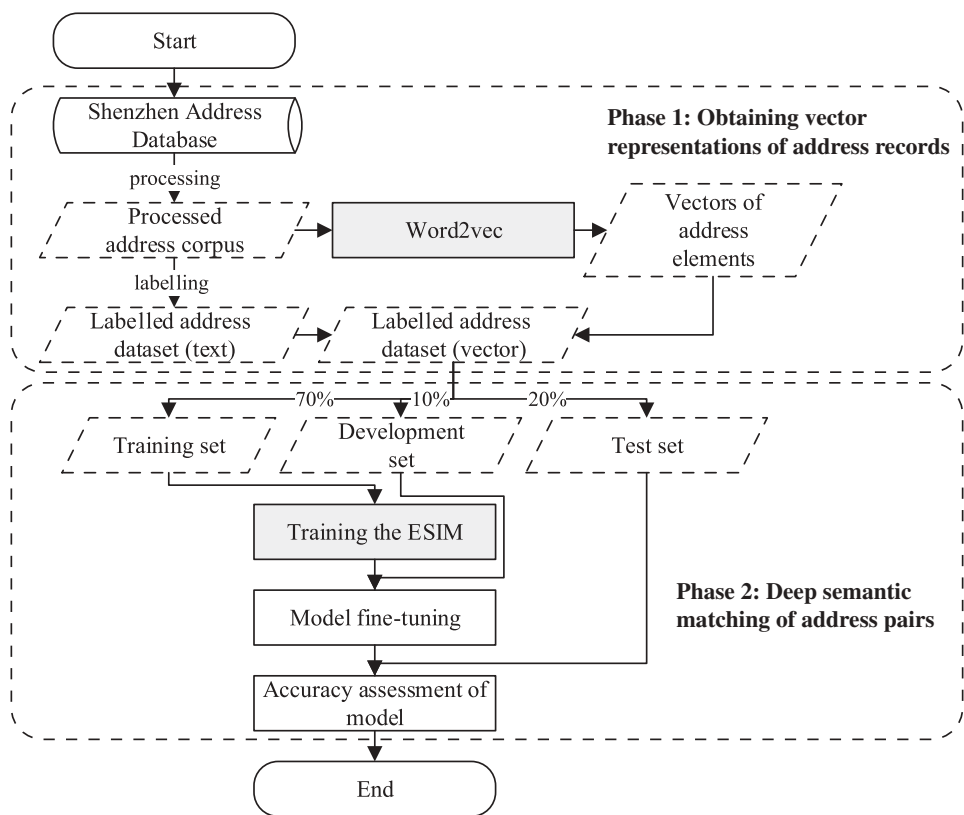 Start
Shenzhen Address
Database
Phase 1: Obtaining vector
representations of address records
processing
Processed
address corpus
Word2vec
Vectors of
address
elements
labelling
Labelled address
dataset (text)
Labelled address
dataset (vector)
70%
10%
20%
Training set
Development
set
Test set
Training the ESIM
Phase 2: Deep semantic
matching of address pairs
Model fine-tuning
Accuracy assessment of
model
End